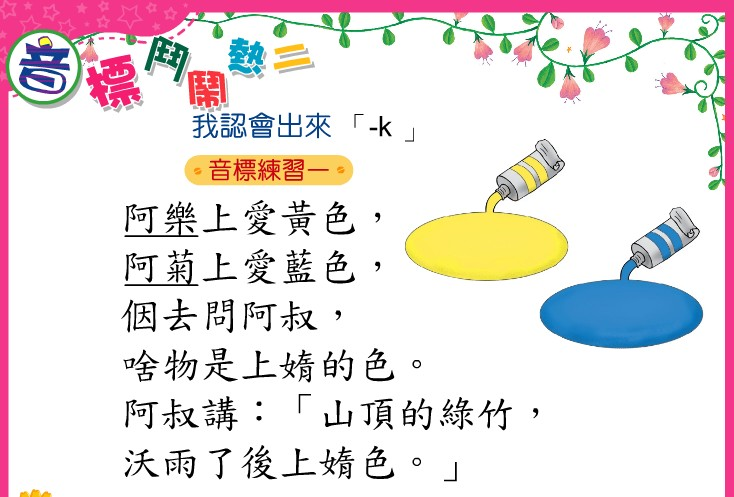 音標鬥鬧熱二
我認會出來「-k」
音標練習一
阿樂上愛黃色，
阿菊上愛藍色，
𪜶去問阿叔，
啥物是上媠的色。
阿叔講：「山頂的綠竹，
沃雨了後上媠色。」